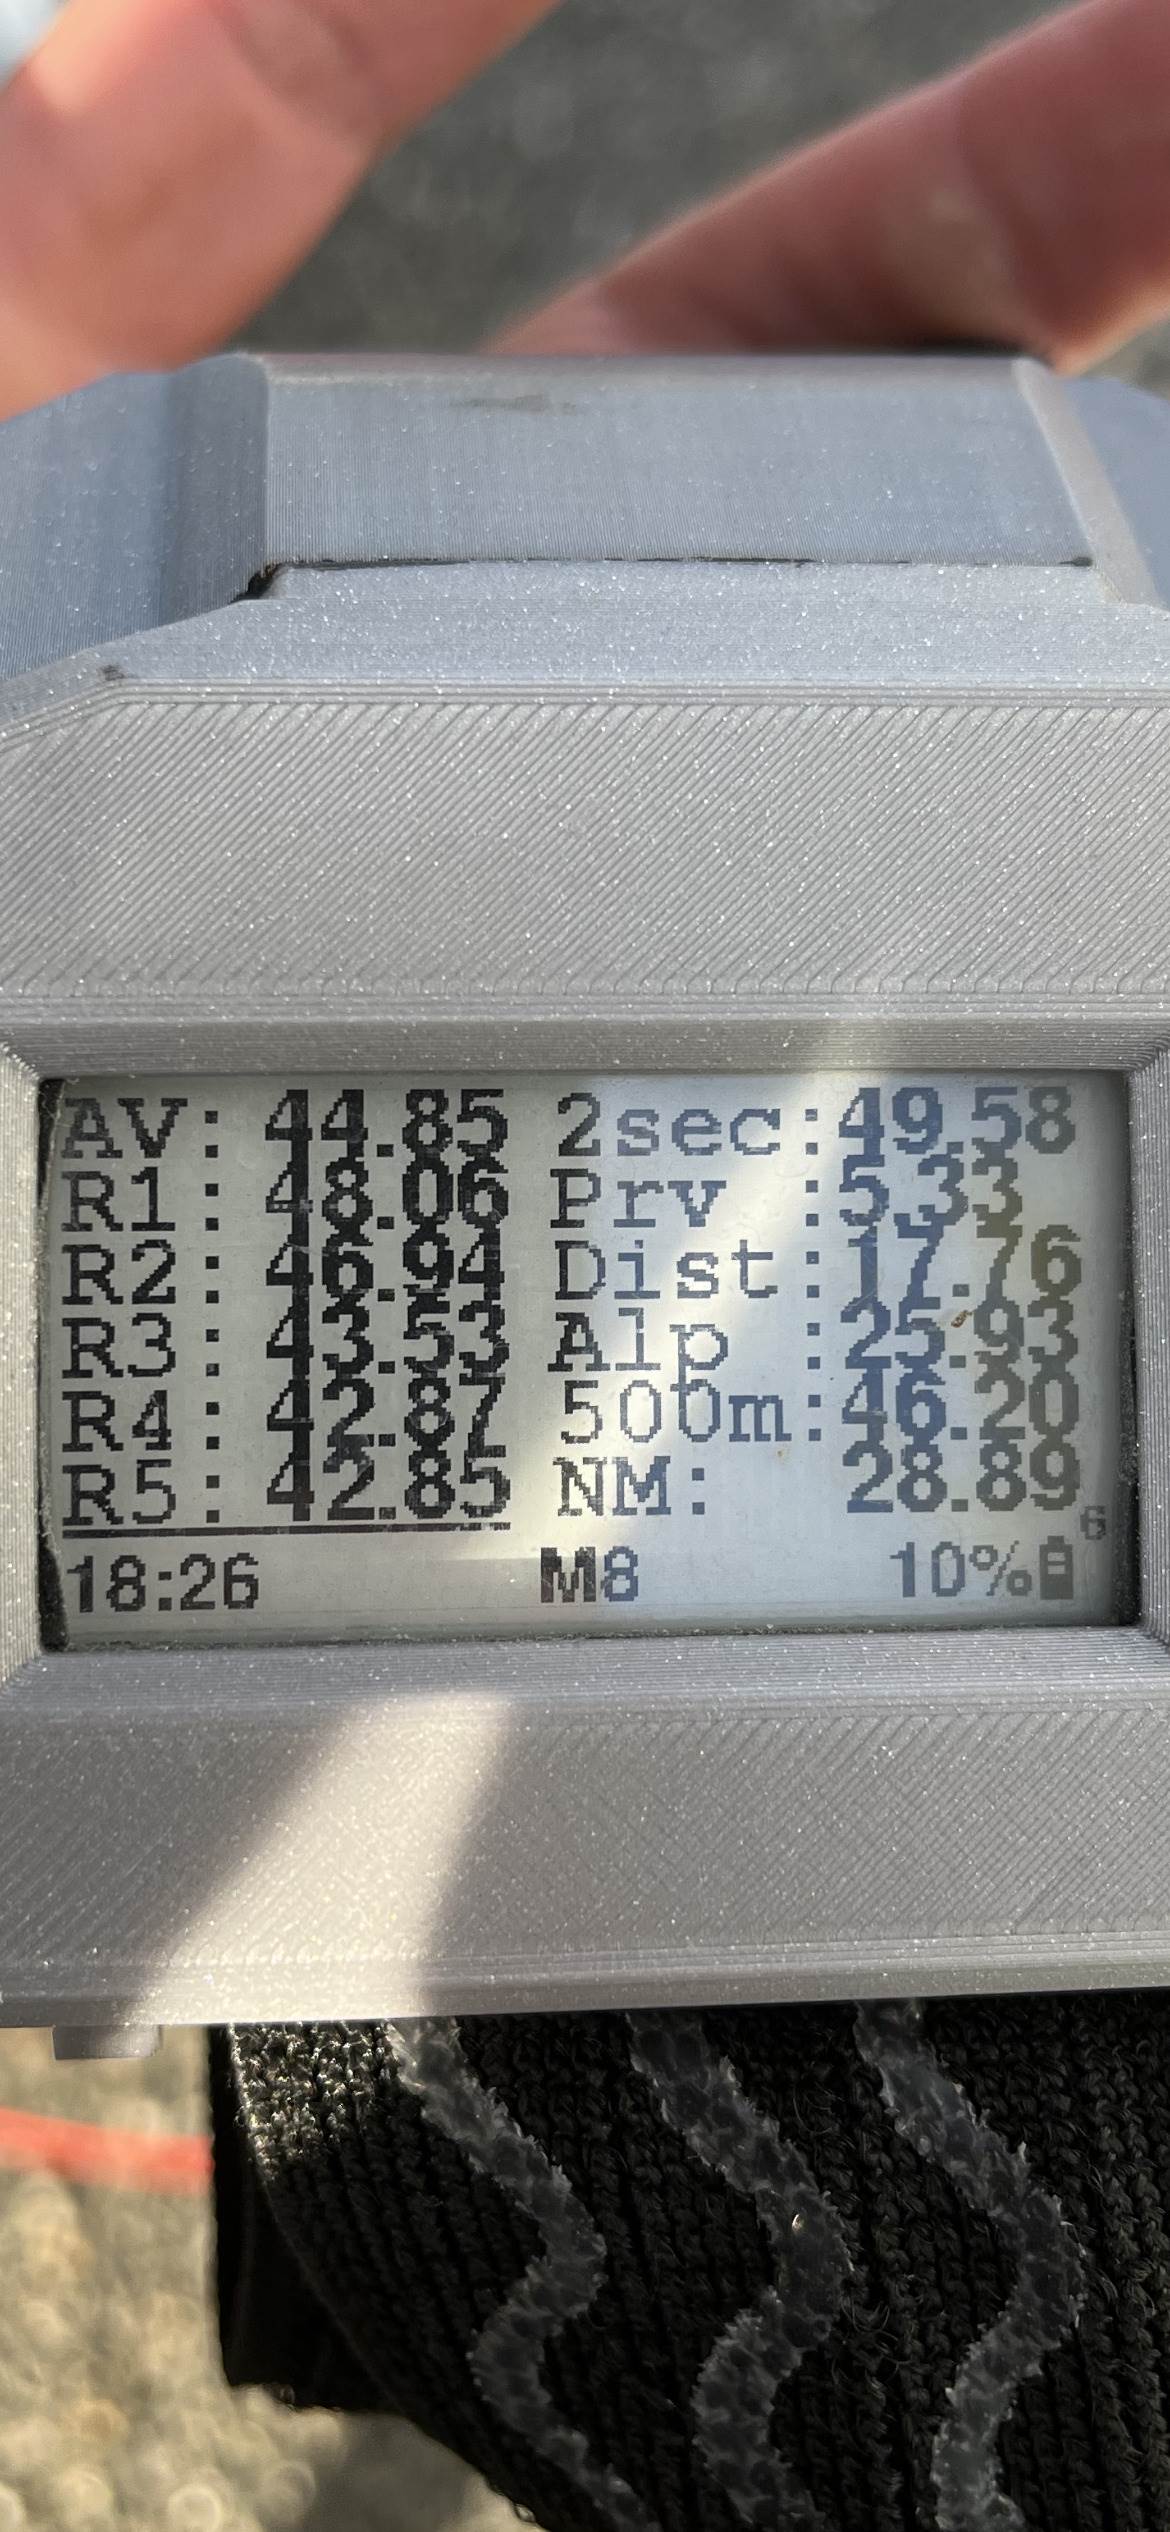 AV: 44.85 2sec:49.58
R1: 48.06 Prv :5.33
R2: 46.94 Dist:17.76
R3: 43.53 Alp :25.93
R4: 42.87 500m:46.20
R5: 42.85 NM: 28.89
6
18:26 M8 10%